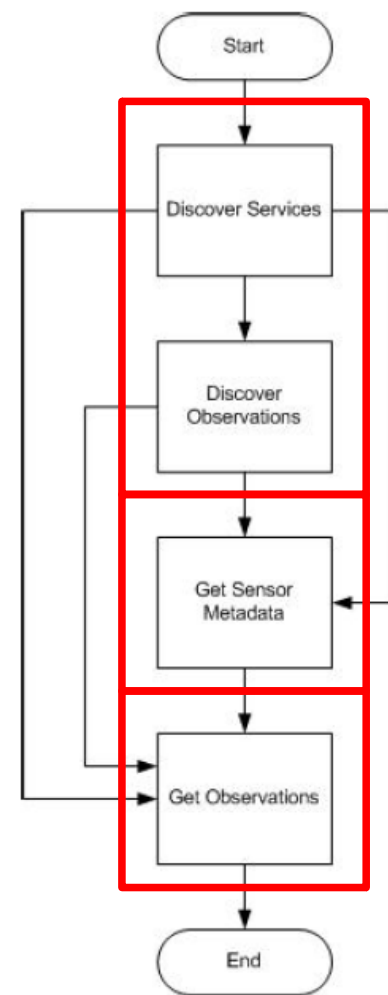 Start
Discover Services
Discover
Observations
Get Sensor
Metadata
Get Observations
End